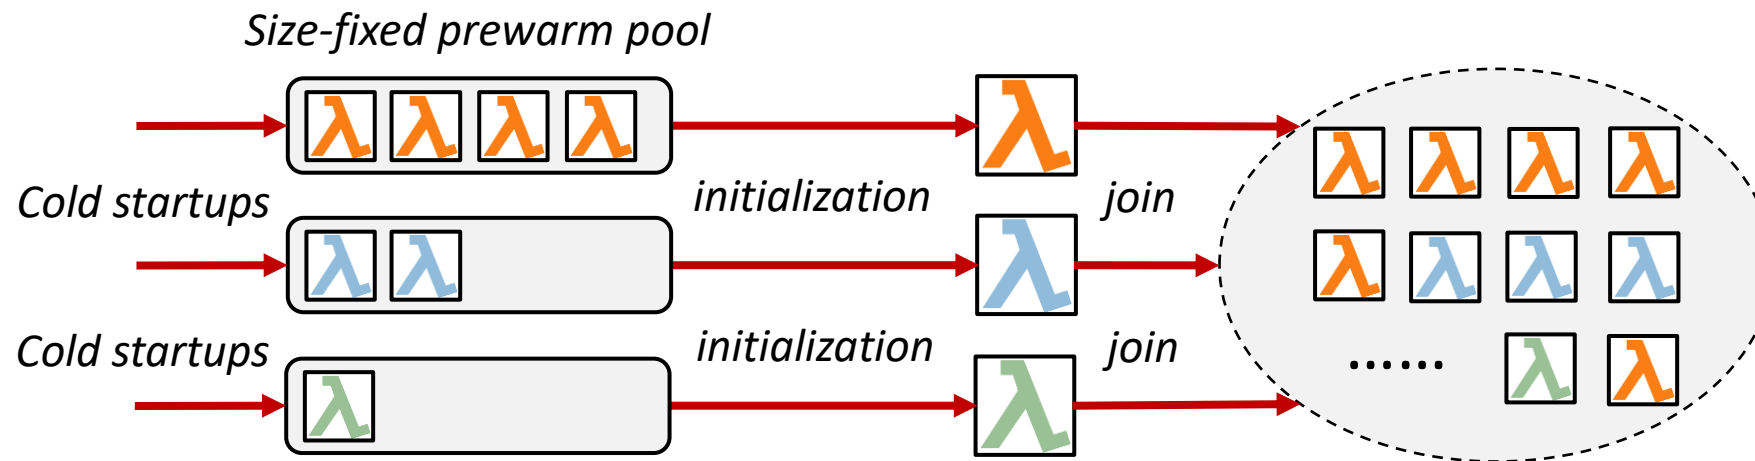 Size-fixed prewarm pool
λ λ λ λ
λ
λ λ λ λ
Cold startups
initialization
join
λ λ
λ
λ λ λ λ
Cold startups
initialization
join
λ
λ
...... λ λ